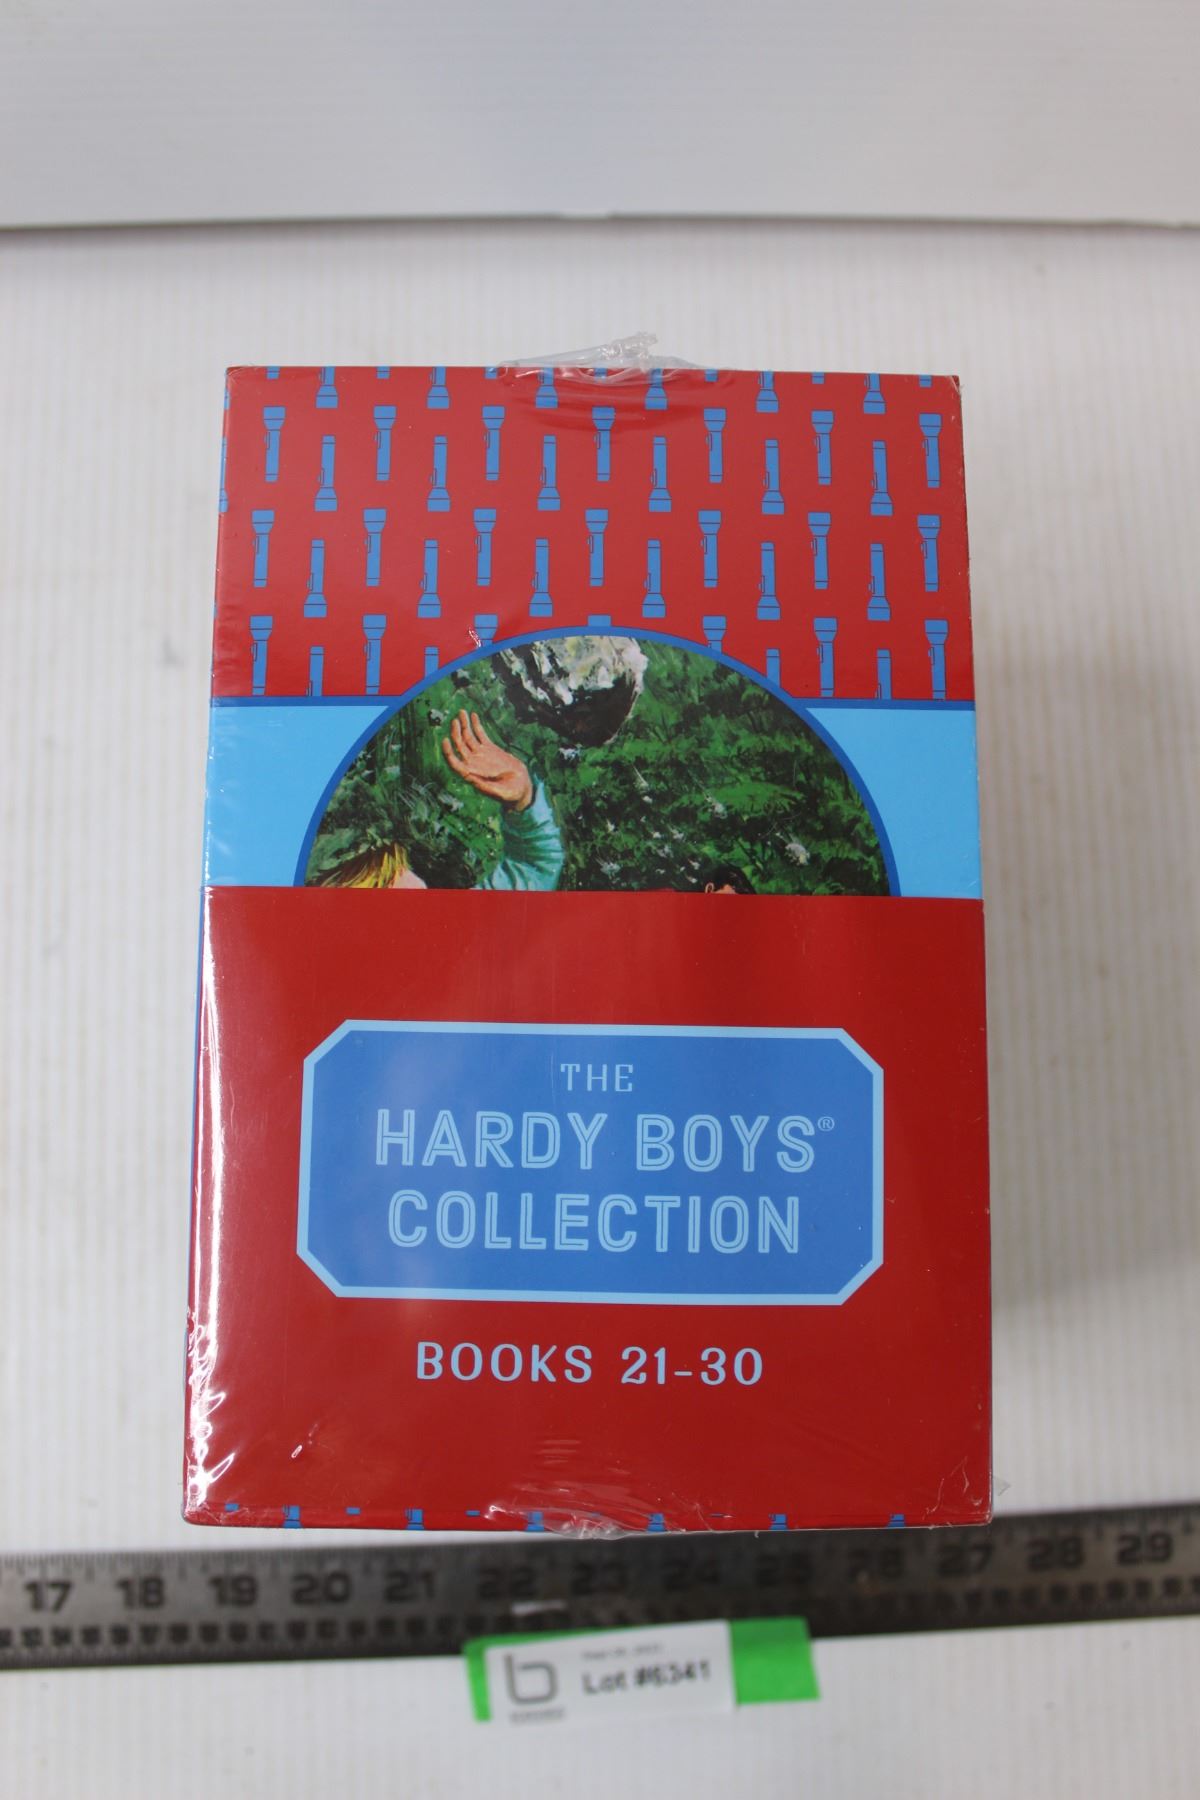 THE
HARDY BOYS®
COLLECTION
BOOKS 21-30
17 18 19 20 21 22 23 24 25 26 27 28 29
b
Lot #6341